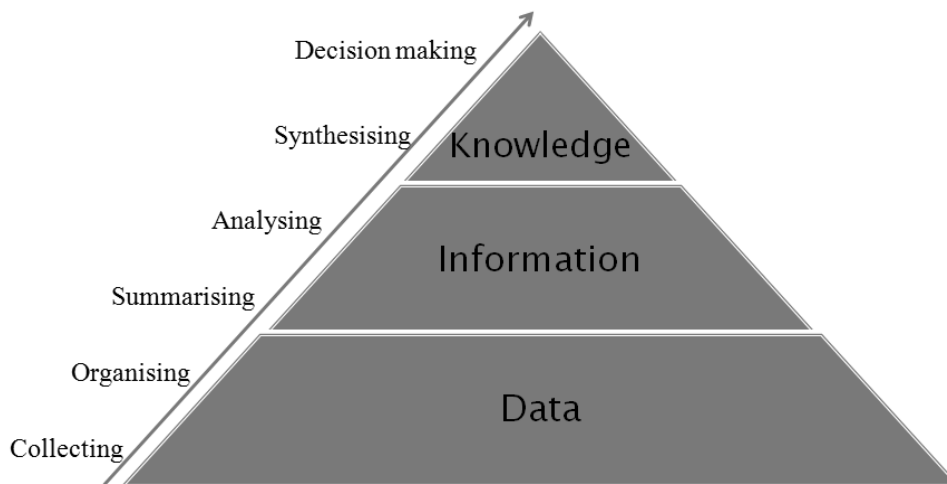 Decision making
Synthesising
Knowledge
Analysing
Information
Summarising
Organising
Data
Collecting